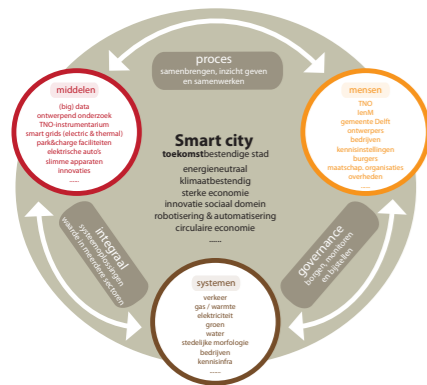 proces
samenbrengen, inzicht geven
en samenwerken
middelen
(big) data
ontwerpend onderzoek
TNO-instrumentarium
smart grids (electric & thermal)
park&charge faciliteiten
elektrische auto's
slimme apparaten
innovaties
......
mensen
TNO
IenM
gemeente Delft
ontwerpers
bedrijven
kennisinstellingen
burgers
maatschap. organisaties
overheden
.....
Smart city
toekomstbestendige stad
energieneutraal
klimaatbestendig
sterke economie
innovatie sociaal domein
robotisering & automatisering
circulaire economie
......
integraal
systeemoplossingen
waarde in meerdere sectoren
governance
borgen, monitoren
en bijstellen
systemen
verkeer
gas / warmte
elektriciteit
groen
water
stedelijke morfologie
bedrijven
kennisinfra
......